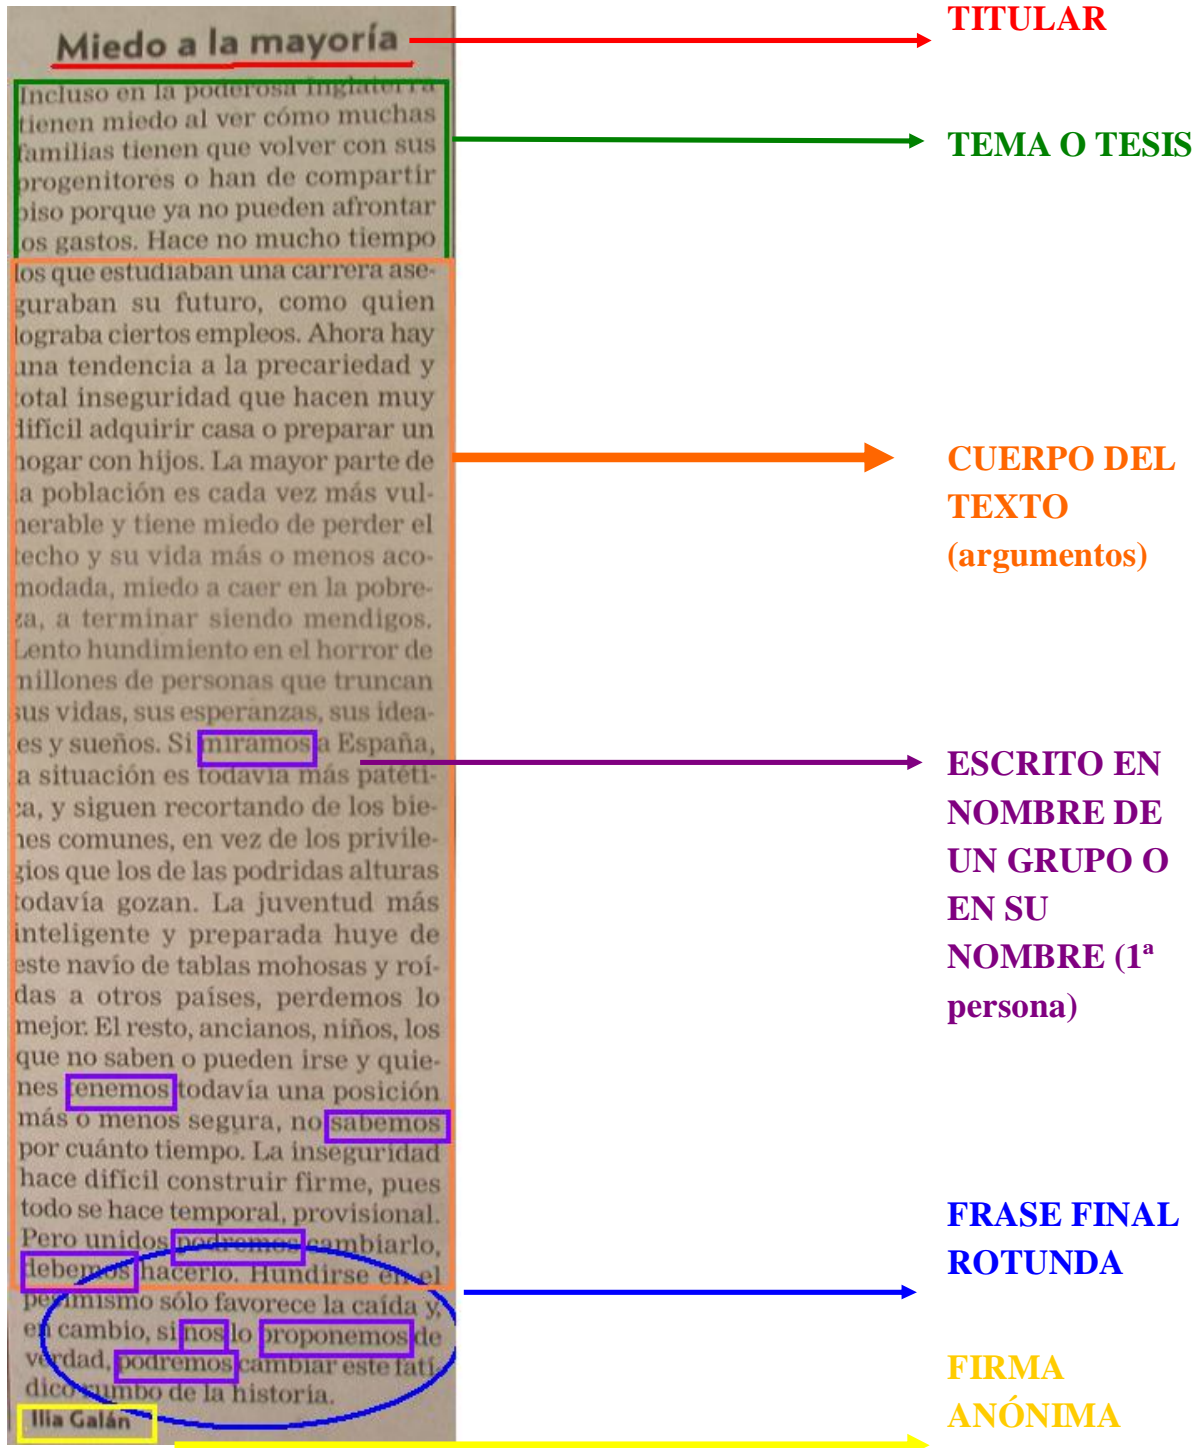 Miedo a la mayoría
Incluso en la poderosa Inglaterra
tienen miedo al ver cómo muchas
familias tienen que volver con sus
progenitores o han de compartir
piso porque ya no pueden afrontar
los gastos. Hace no mucho tiempo
los que estudiaban una carrera ase-
guraban su futuro, como quien
lograba ciertos empleos. Ahora hay
una tendencia a la precariedad y
total inseguridad que hacen muy
difícil adquirir casa o preparar un
hogar con hijos. La mayor parte de
la población es cada vez más vul-
nerable y tiene miedo de perder el
techo y su vida más o menos aco-
modada, miedo a caer en la pobre-
za, a terminar siendo mendigos.
Lento hundimiento en el horror de
millones de personas que truncan
sus vidas, sus esperanzas, sus idea-
les y sueños. Si miramos a España,
la situación es todavía más patéti-
ca, y siguen recortando de los bie-
nes comunes, en vez de los privile-
gios que los de las podridas alturas
todavía gozan. La juventud más
inteligente y preparada huye de
este navío de tablas mohosas y roí-
das a otros países, perdemos lo
mejor. El resto, ancianos, niños, los
que no saben o pueden irse y quie-
nes tenemos todavía una posición
más o menos segura, no sabemos
por cuánto tiempo. La inseguridad
hace difícil construir firme, pues
todo se hace temporal, provisional.
Pero unidos podremos cambiarlo,
debemos hacerlo. Hundirse en el
pesimismo sólo favorece la caída y,
en cambio, si nos lo proponemos de
verdad, podremos cambiar este fatí-
dico rumbo de la historia.
Ilia Galán
TITULAR
TEMA O TESIS
CUERPO DEL
TEXTO
(argumentos)
ESCRITO EN
NOMBRE DE
UN GRUPO O
EN SU
NOMBRE (1ª
persona)
FRASE FINAL
ROTUNDA
FIRMA
ANÓNIMA